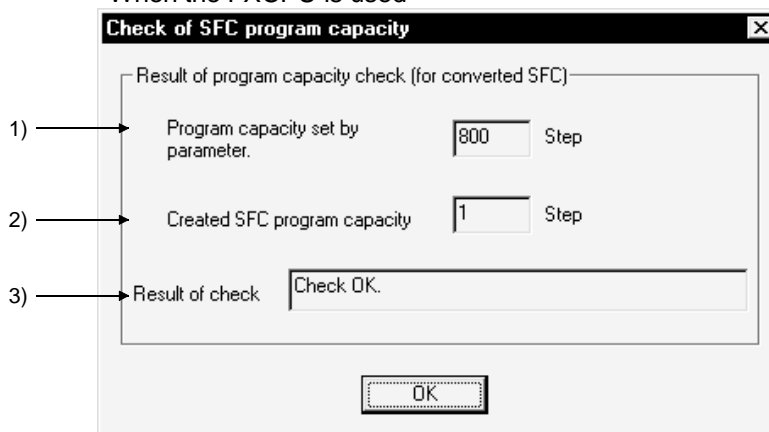 When the FXCPU is used
Check of SFC program capacity
Result of program capacity check (for converted SFC)
1)
Program capacity set by
parameter.
800
Step
2)
Created SFC program capacity
1
Step
3)
Result of check
Check OK.
OK